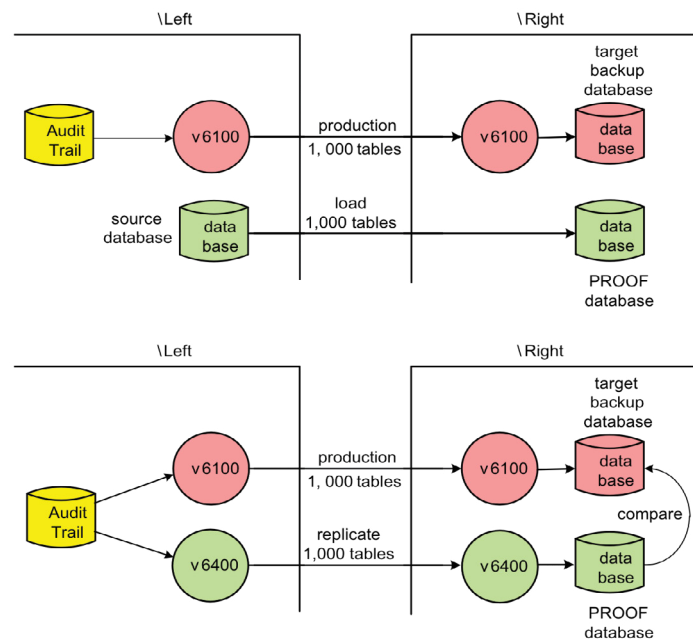 \Left
\Right
target
backup
database
Audit
Trail
v6100
production
1, 000 tables
v6100
data
base
source
database
data
base
load
1,000 tables
data
base
PROOF
database
\Left
\Right
target
backup
database
v6100
production
1, 000 tables
v6100
data
base
Audit
Trail
compare
v6400
replicate
1,000 tables
v6400
data
base
PROOF
database